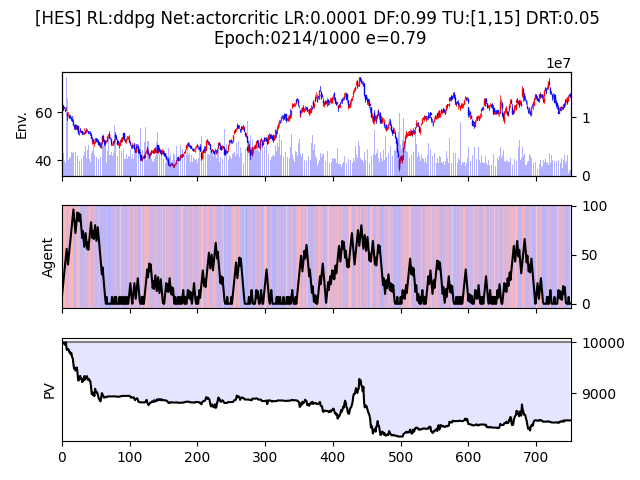 [HES] RL:ddpg Net:actorcritic LR:0.0001 DF:0.99 TU:[1,15] DRT:0.05
Epoch:0214/1000 e=0.79
1e7
Env.
60
40
1
0
Agent
100
50
0
PV
10000
9000
0 100 200 300 400 500 600 700